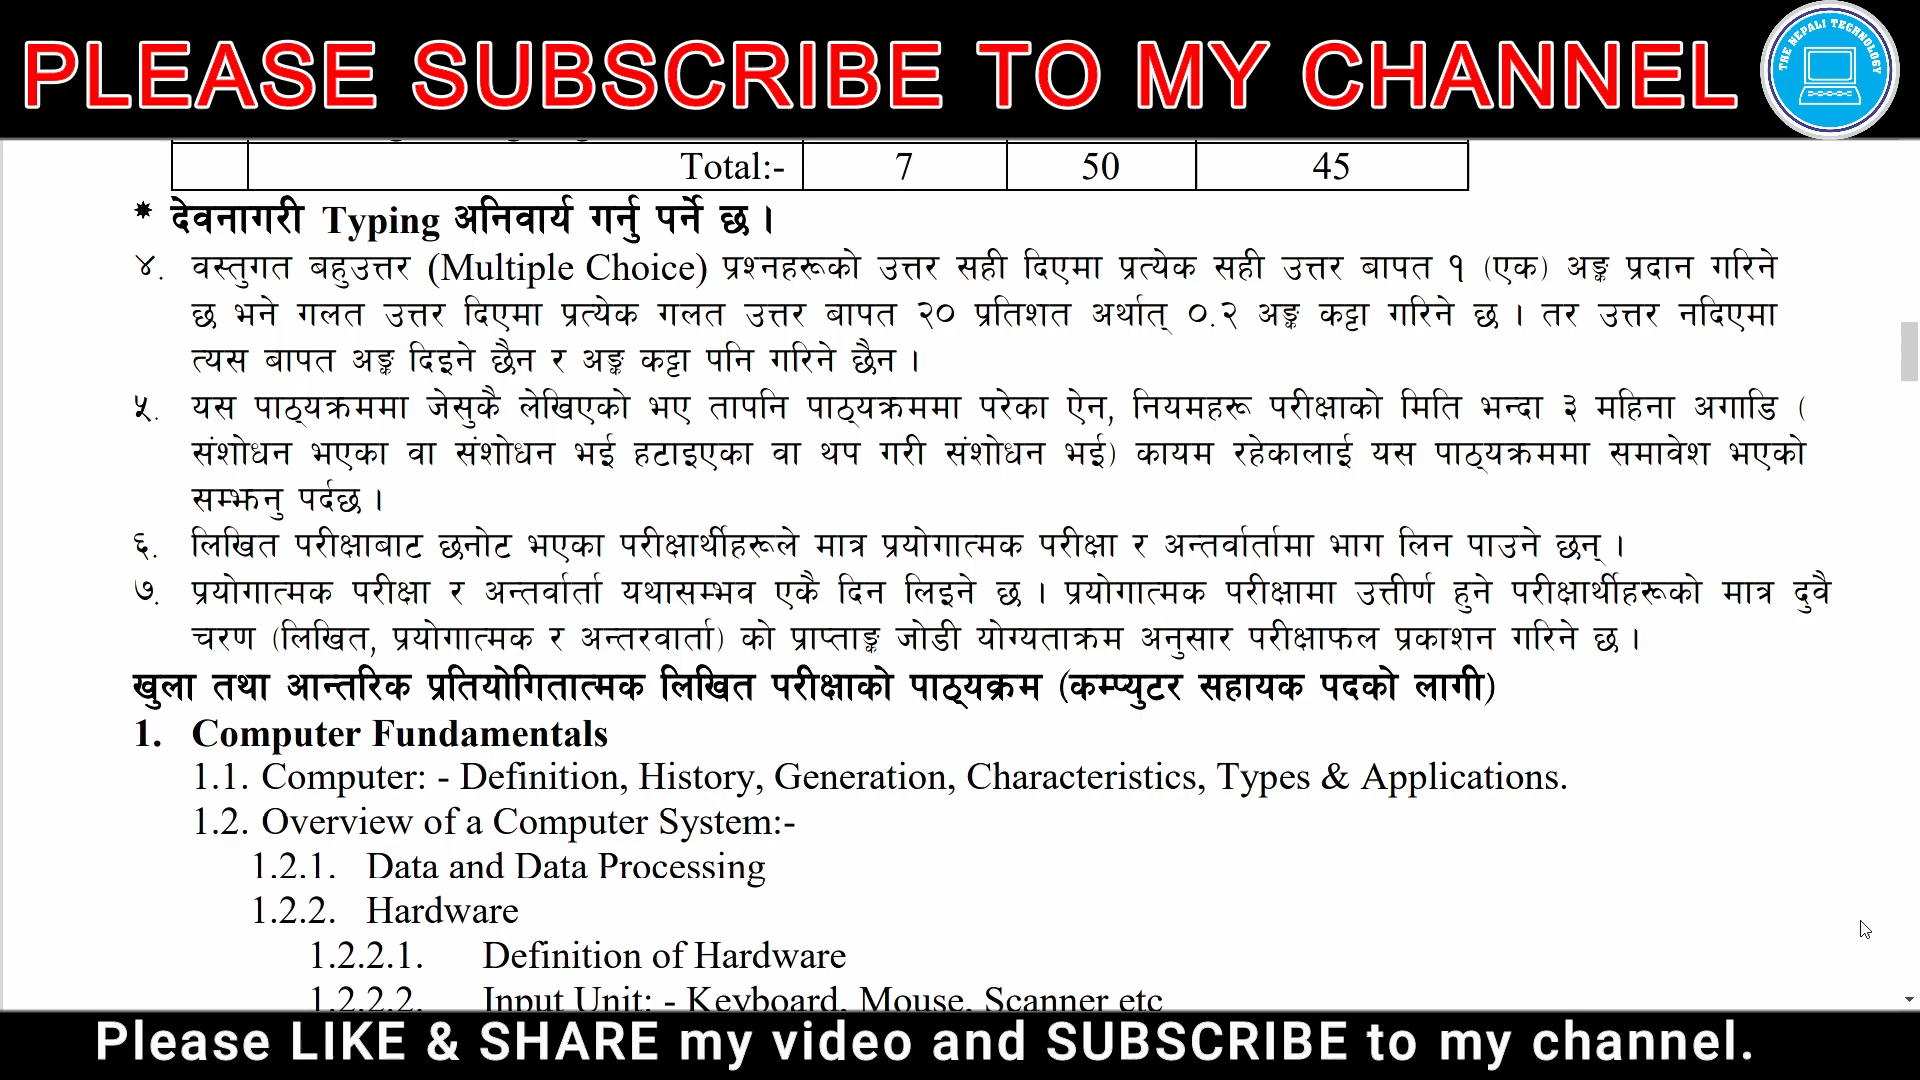 PLEASE SUBSCRIBE TO MY CHANNEL
THE NEPALI TECHNOLOGY
Total:- 7 50 45
* देवनागरी Typing अनिवार्य गर्नु पर्ने छ ।
४. वस्तुगत बहुउत्तर (Multiple Choice) प्रश्नहरूको उत्तर सही दिएमा प्रत्येक सही उत्तर बापत १ (एक) अङ्क प्रदान गरिने
छ भने गलत उत्तर दिएमा प्रत्येक गलत उत्तर बापत २० प्रतिशत अर्थात् ०.२ अङ्क कट्टा गरिने छ । तर उत्तर नदिएमा
त्यस बापत अङ्क दिइने छैन र अङ्क कट्टा पनि गरिने छैन ।
५. यस पाठ्यक्रममा जेसुकै लेखिएको भए तापनि पाठ्यक्रममा परेका ऐन, नियमहरू परीक्षाको मिति भन्दा ३ महिना अगाडि (
संशोधन भएका वा संशोधन भई हटाइएका वा थप गरी संशोधन भई) कायम रहेकालाई यस पाठ्यक्रममा समावेश भएको
सम्झनु पर्दछ ।
६. लिखित परीक्षाबाट छनोट भएका परीक्षार्थीहरूले मात्र प्रयोगात्मक परीक्षा र अन्तर्वार्तामा भाग लिन पाउने छन् ।
७. प्रयोगात्मक परीक्षा र अन्तर्वार्ता यथासम्भव एकै दिन लिइने छ । प्रयोगात्मक परीक्षामा उत्तीर्ण हुने परीक्षार्थीहरूको मात्र दुवै
चरण (लिखित, प्रयोगात्मक र अन्तरवार्ता) को प्राप्ताङ्क जोडी योग्यताक्रम अनुसार परीक्षाफल प्रकाशन गरिने छ ।
खुला तथा आन्तरिक प्रतियोगितात्मक लिखित परीक्षाको पाठ्यक्रम (कम्प्युटर सहायक पदको लागी)
1. Computer Fundamentals
1.1. Computer: - Definition, History, Generation, Characteristics, Types & Applications.
1.2. Overview of a Computer System:-
1.2.1. Data and Data Processing
1.2.2. Hardware
1.2.2.1. Definition of Hardware
1.2.2.2. Input Unit: - Keyboard, Mouse, Scanner etc
Please LIKE & SHARE my video and SUBSCRIBE to my channel.